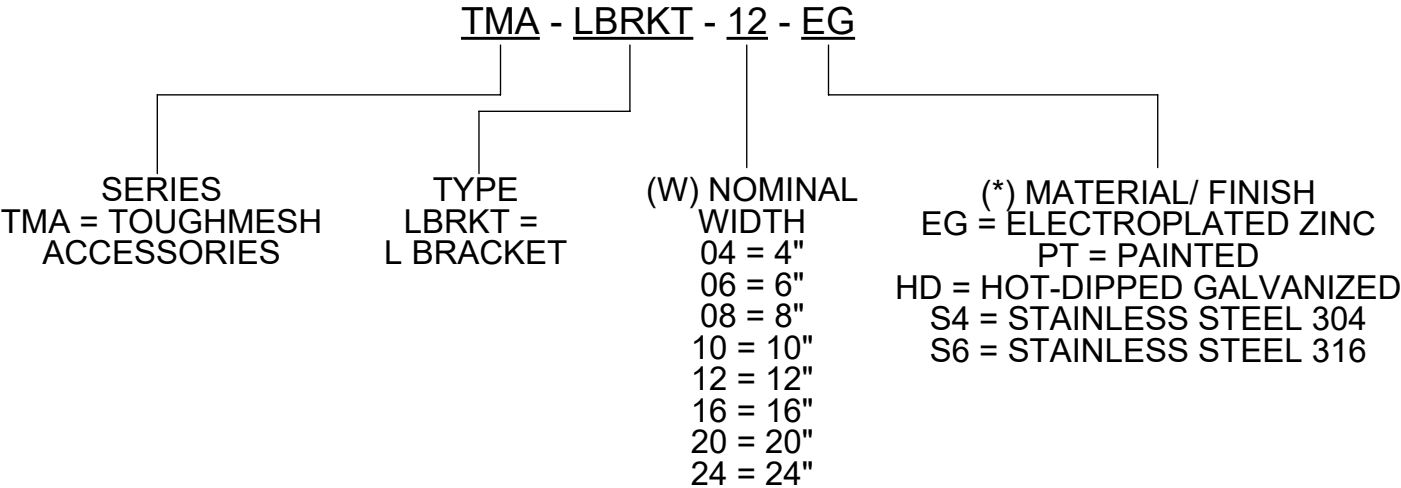 TMA - LBRKT - 12 - EG
SERIES
TMA = TOUGHMESH
ACCESSORIES
TYPE
LBRKT =
L BRACKET
(W) NOMINAL
WIDTH
04 = 4"
06 = 6"
08 = 8"
10 = 10"
12 = 12"
16 = 16"
20 = 20"
24 = 24"
(*) MATERIAL/ FINISH
EG = ELECTROPLATED ZINC
PT = PAINTED
HD = HOT-DIPPED GALVANIZED
S4 = STAINLESS STEEL 304
S6 = STAINLESS STEEL 316